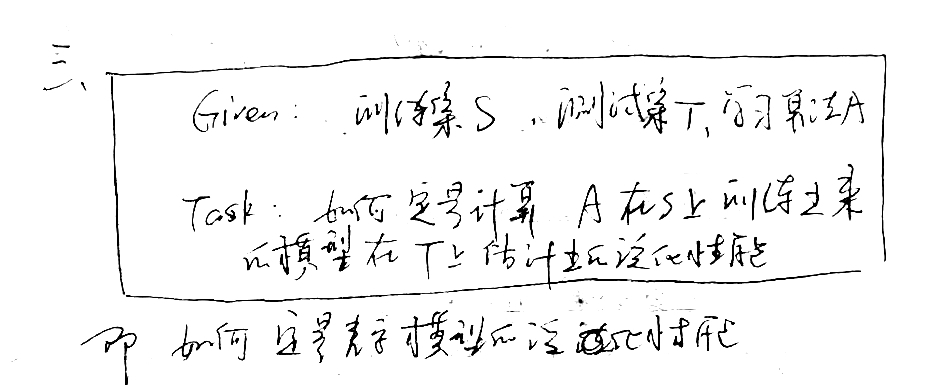 三、
Given: 训练集S, 测试集T, 学习算法A
Task: 如何定量计算 A在S上训练出来
的模型在T上估计出的泛化性能
即 如何定量表示模型的泛化性能